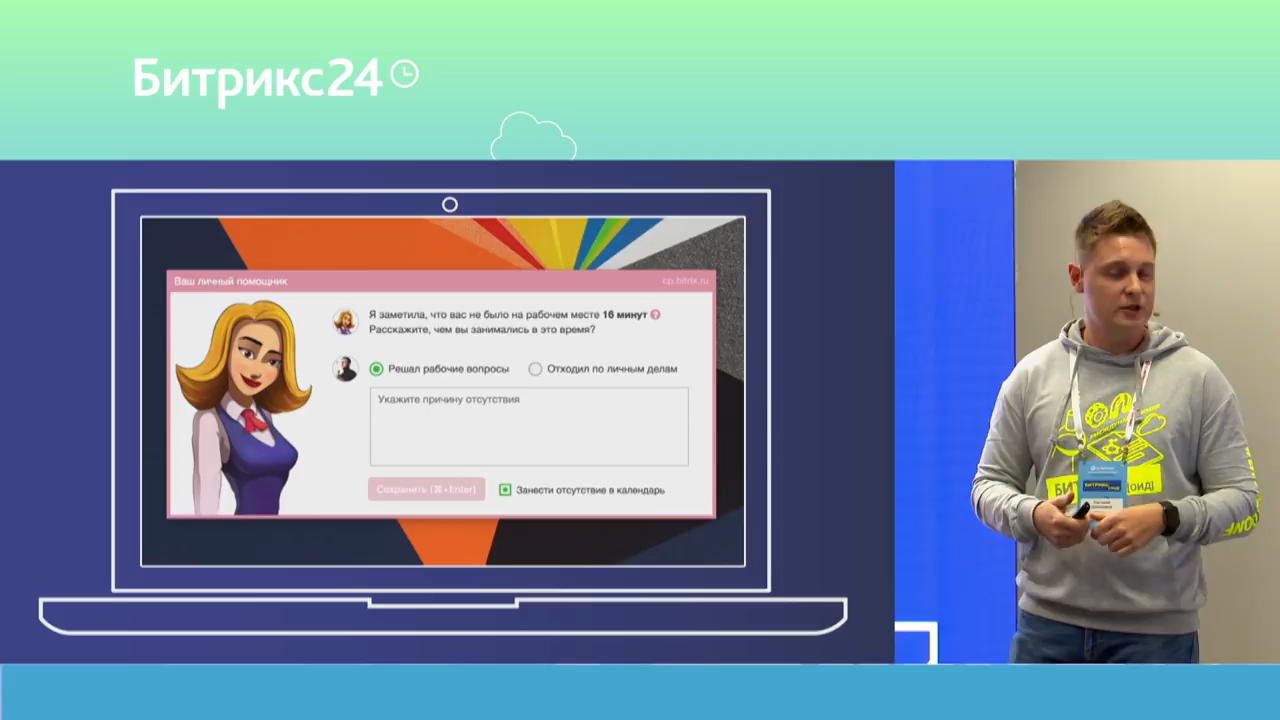 Битрикс24
Ваш личный помощник
cp.bitrix.ru
Я заметила, что вас не было на рабочем месте 16 минут ?
Расскажите, чем вы занимались в это время?
Решал рабочие вопросы
Отходил по личным делам
Укажите причину отсутствия
Сохранить (⌘+Enter)
Занести отсутствие в календарь
БИТРИКС
CONF